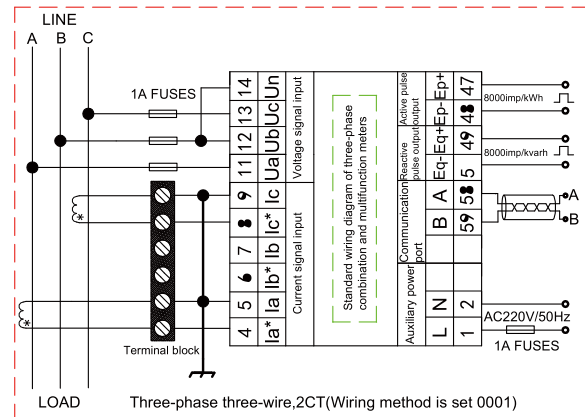 LINE
A B C
1A FUSES
14 Un
13 Uc
12 Ub
11 Ua
9 Ic
8 Ic*
7 Ib
6 Ib*
5 Ia
4 Ia*
Voltage signal input
Current signal input
Terminal block
Standard wiring diagram of three-phase
combination and multifunction meters
Active pulse
output
Reactive
pulse output
Communication
port
Auxiliary power
Ep+ 47
Ep- 48
Eq+ 49
Eq- 5
A 58
B 59
N 2
L 1
8000imp/kWh
8000imp/kvarh
A
B
AC220V/50Hz
1A FUSES
LOAD
Three-phase three-wire,2CT(Wiring method is set 0001)